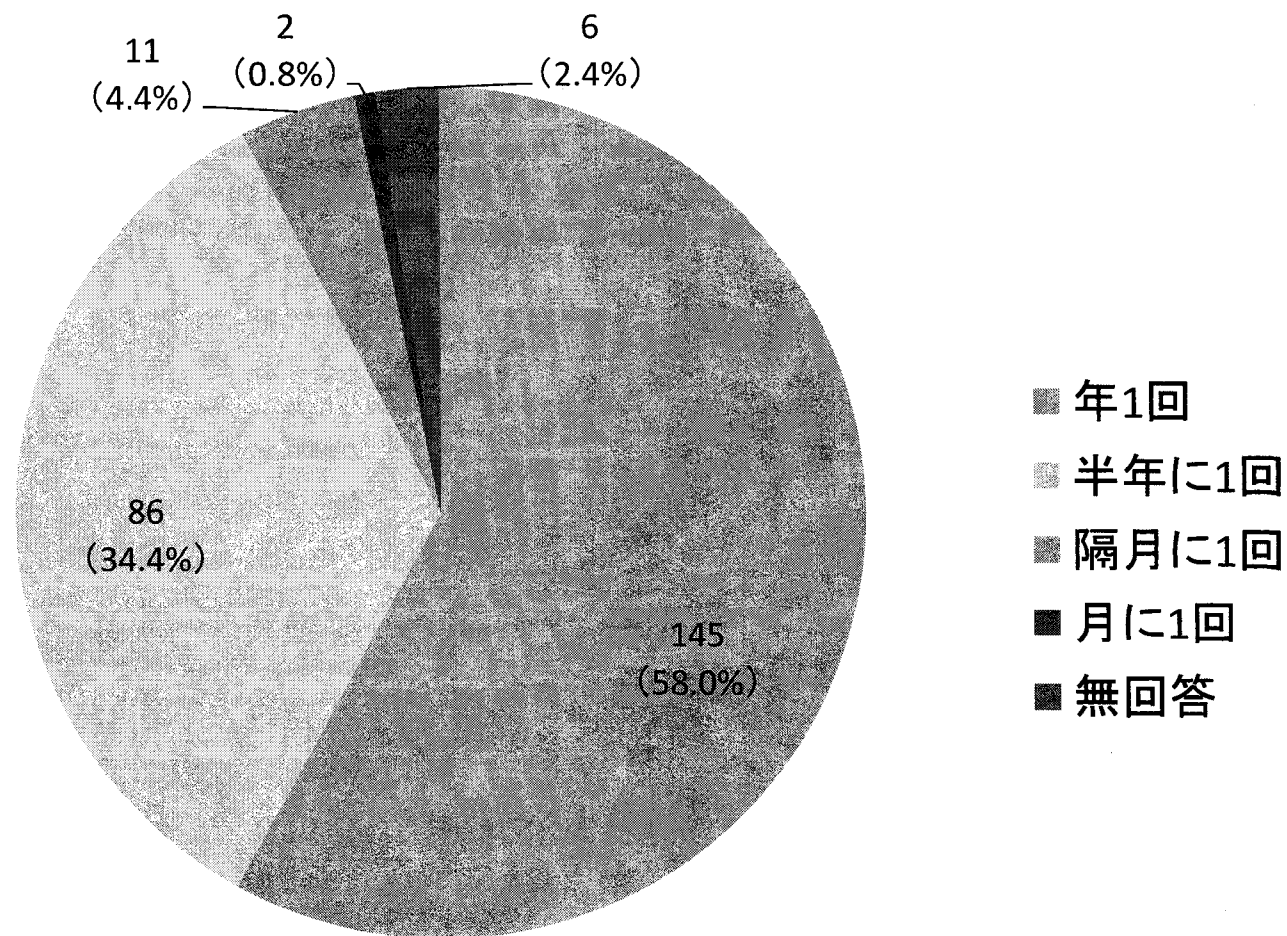 11
(4.4%)
2
(0.8%)
6
(2.4%)
86
(34.4%)
145
(58.0%)
年1回
半年に1回
隔月に1回
月に1回
無回答